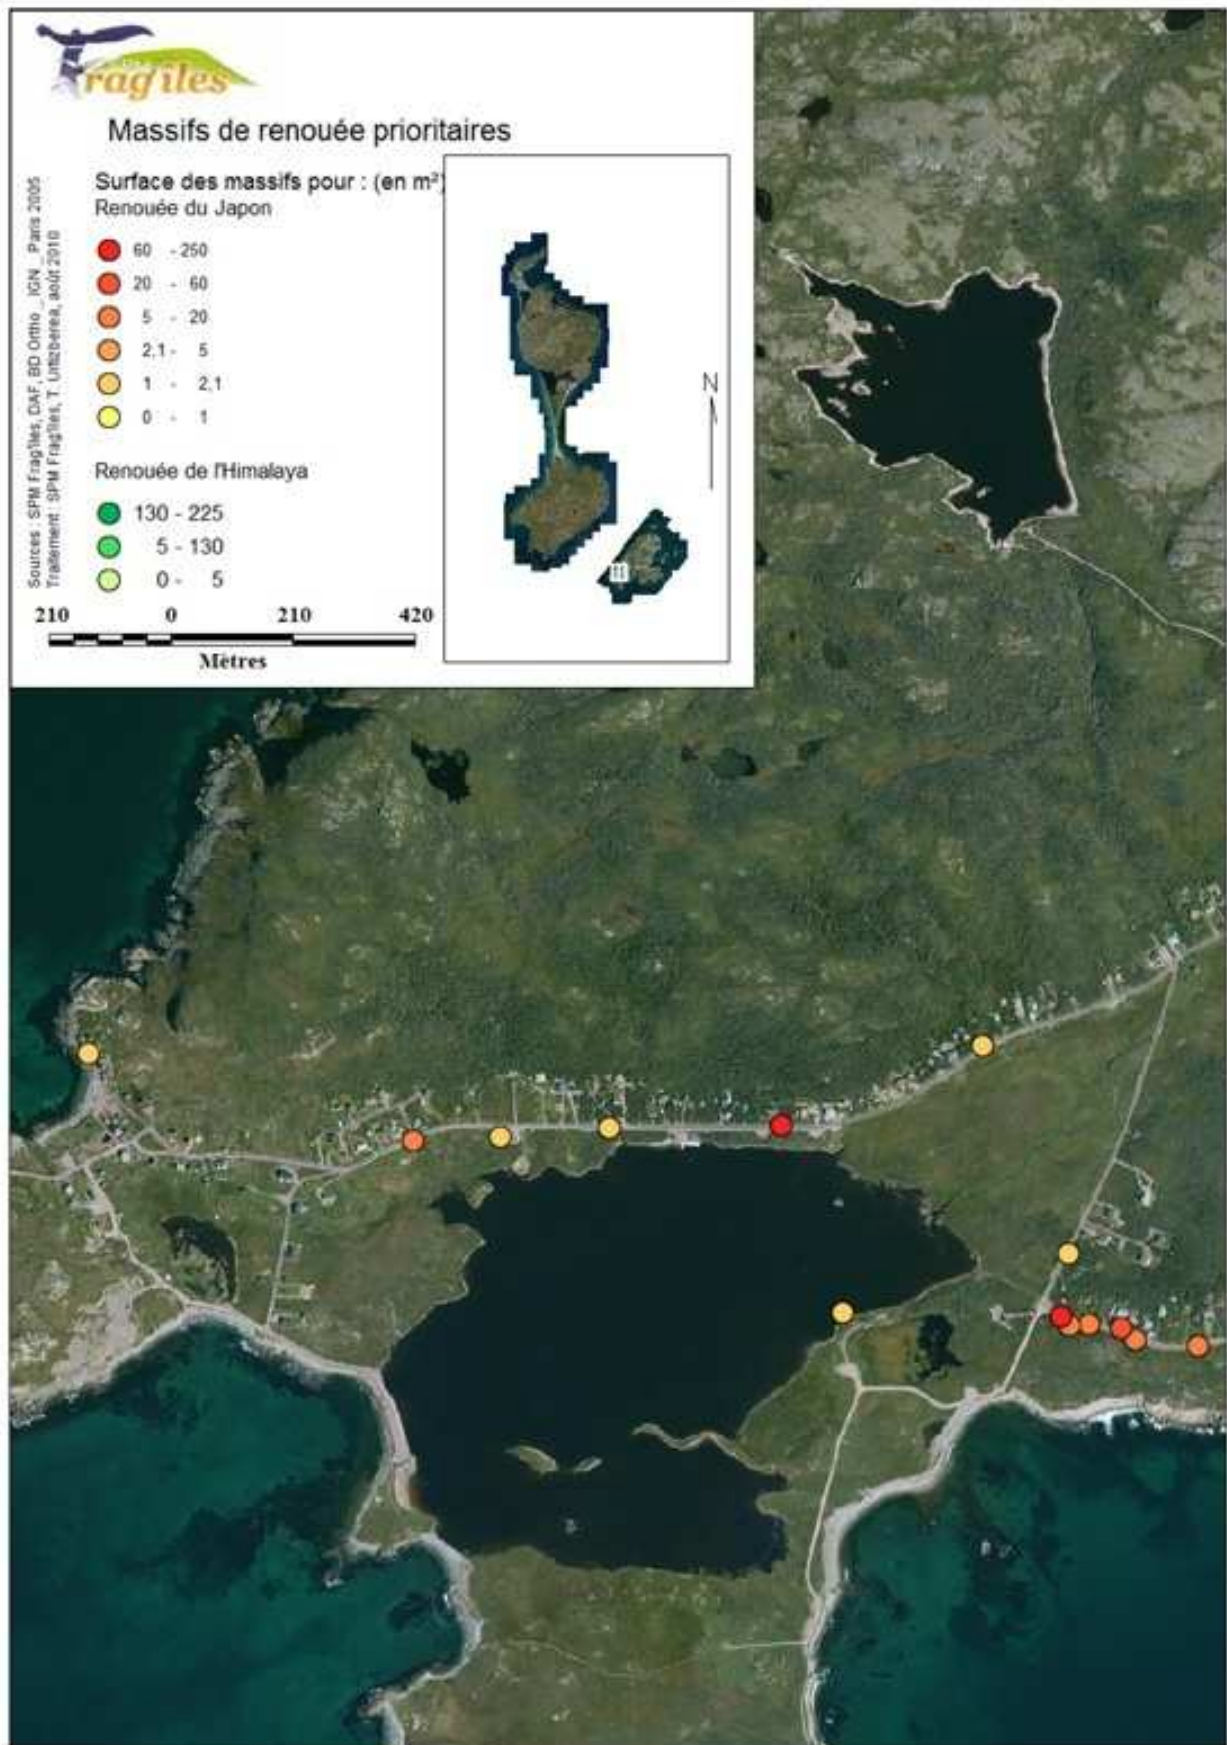 Frag'îles
Massifs de renouée prioritaires
Surface des massifs pour : (en m²)
Renouée du Japon
60 - 250
20 - 60
5 - 20
2,1 - 5
1 - 2,1
0 - 1
Renouée de l'Himalaya
130 - 225
5 - 130
0 - 5
210 0 210 420
Mètres
Sources : SPM Frag'îles, DAF, BD Ortho _ IGN _ Paris 2005
Traitement : SPM Frag'îles, T. Urtizberea, août 2010
N
11